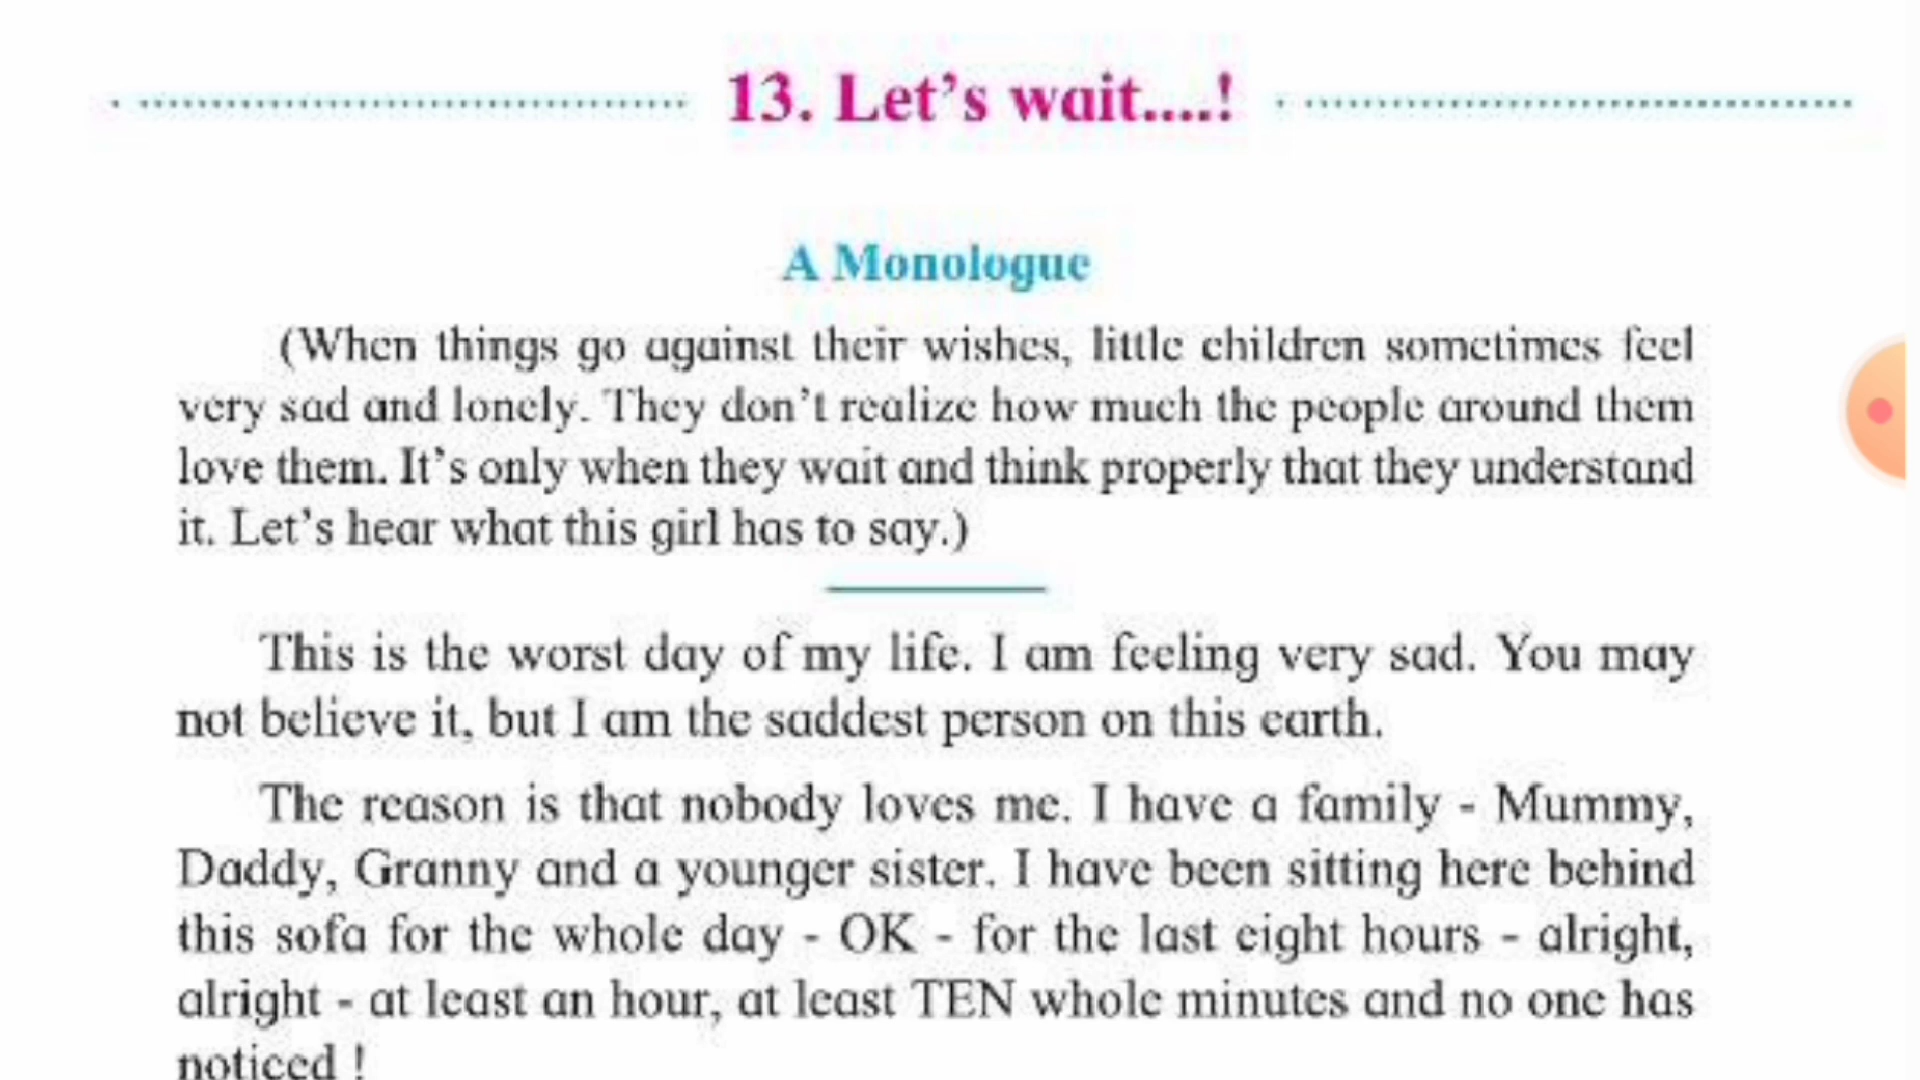 13. Let's wait....!
A Monologue
(When things go against their wishes, little children sometimes feel
very sad and lonely. They don't realize how much the people around them
love them. It's only when they wait and think properly that they understand
it. Let's hear what this girl has to say.)
This is the worst day of my life. I am feeling very sad. You may
not believe it, but I am the saddest person on this earth.
The reason is that nobody loves me. I have a family - Mummy,
Daddy, Granny and a younger sister. I have been sitting here behind
this sofa for the whole day - OK - for the last eight hours - alright,
alright - at least an hour, at least TEN whole minutes and no one has
noticed !